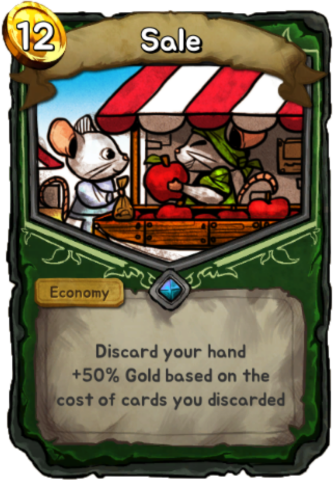 12
Sale
Economy
Discard your hand
+50% Gold based on the
cost of cards you discarded